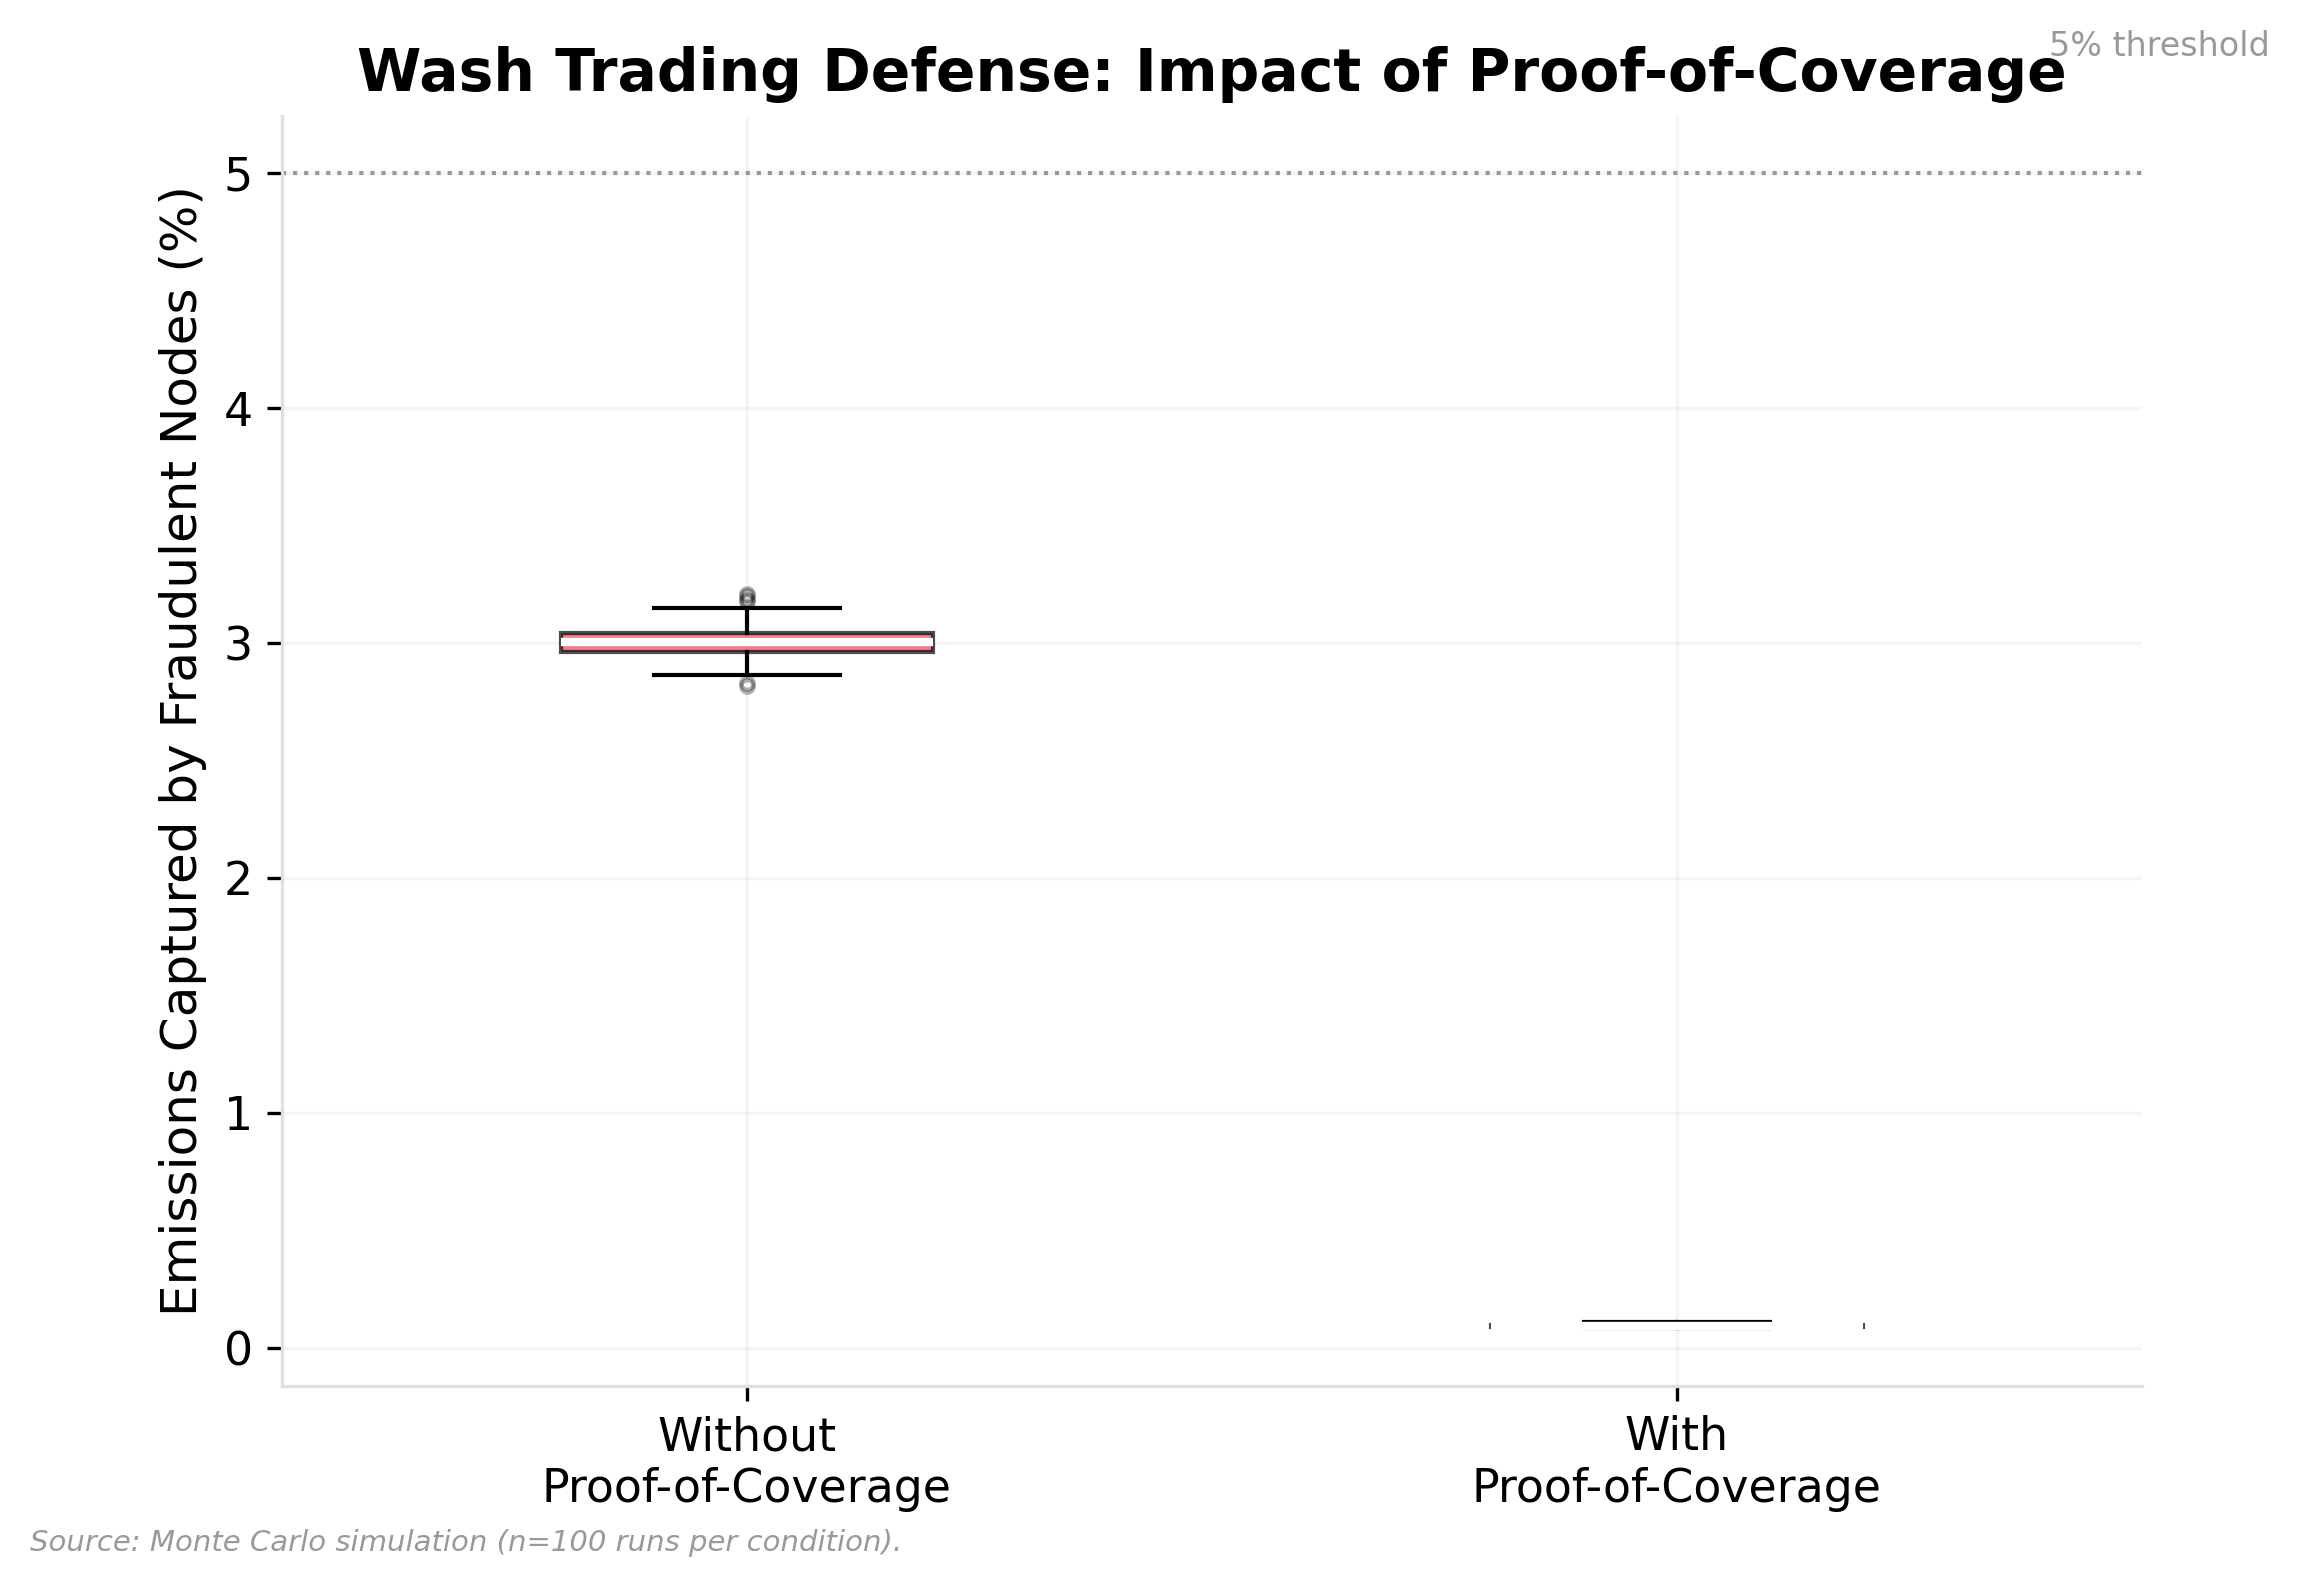 5% threshold
Wash Trading Defense: Impact of Proof-of-Coverage
Emissions Captured by Fraudulent Nodes (%)
5
4
3
2
1
0
Without
Proof-of-Coverage
With
Proof-of-Coverage
Source: Monte Carlo simulation (n=100 runs per condition).